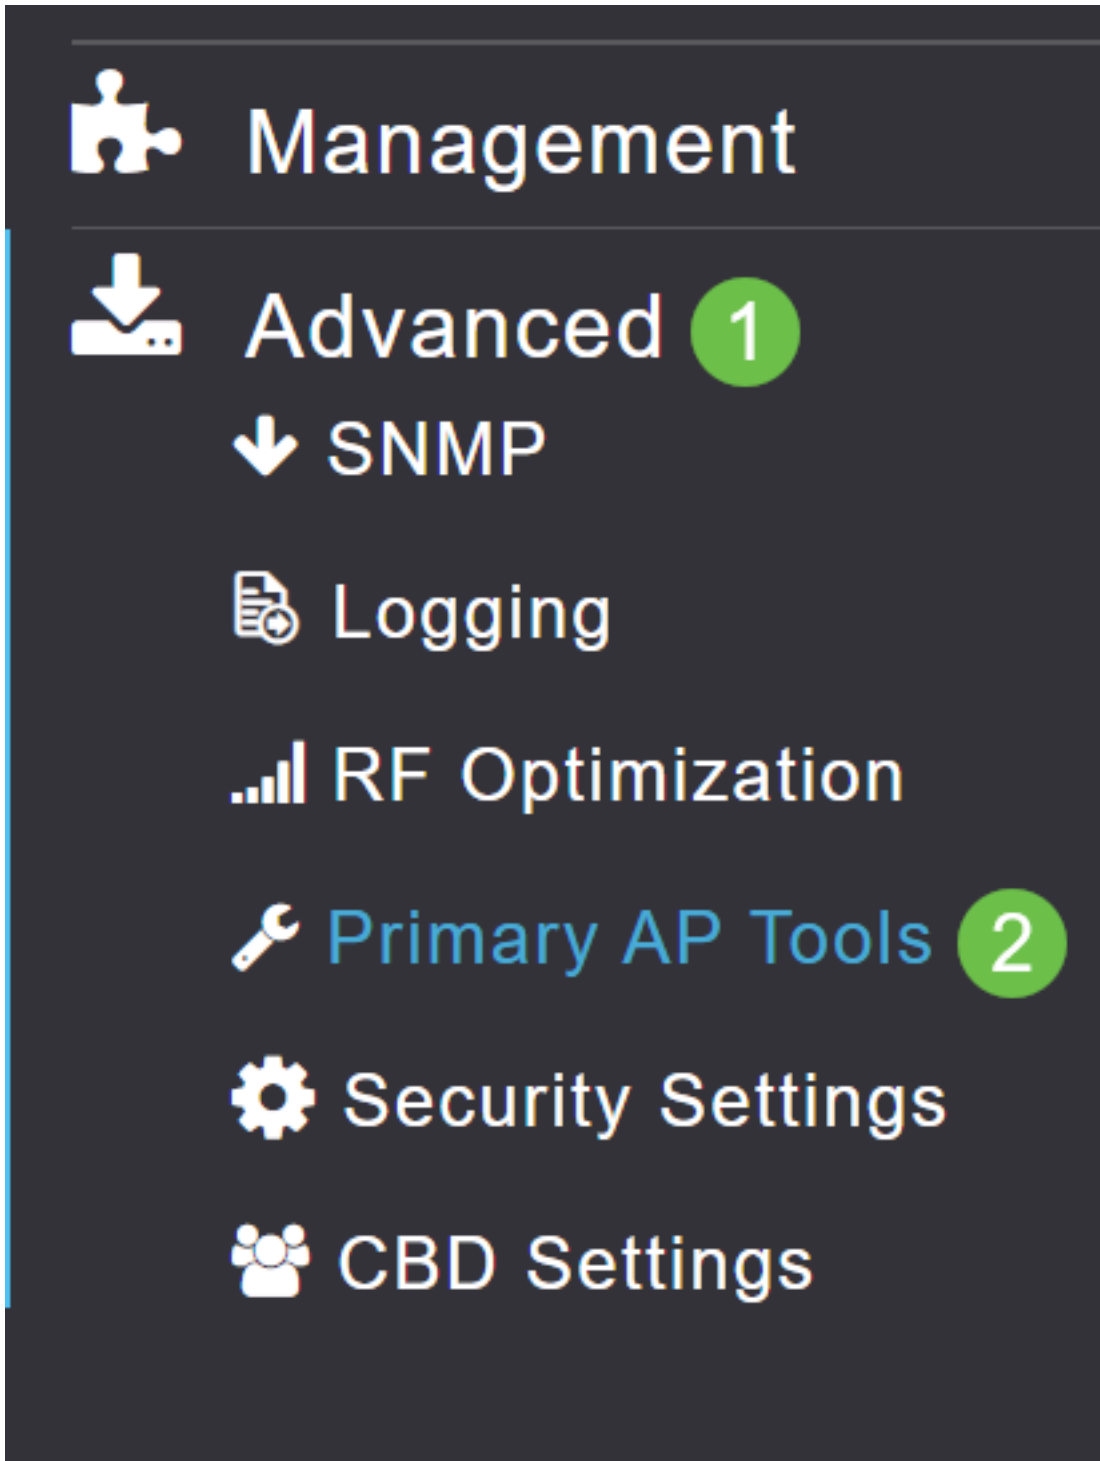 Management
Advanced 1
SNMP
Logging
RF Optimization
Primary AP Tools 2
Security Settings
CBD Settings